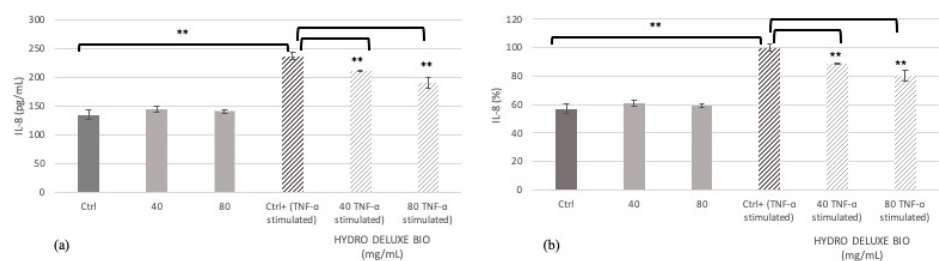 300
250
200
150
100
50
0
IL-8 (pg/mL)
**
**
**
Ctrl
40
80
Ctrl+ (TNF-α
stimulated)
40 TNF-α
stimulated)
80 TNF-α
stimulated)
HYDRO DELUXE BIO
(mg/mL)
(a)
120
100
80
60
40
20
0
IL-8 (%)
**
**
**
Ctrl
40
80
Ctrl+ (TNF-α
stimulated)
40 TNF-α
stimulated)
80 TNF-α
stimulated)
HYDRO DELUXE BIO
(mg/mL)
(b)